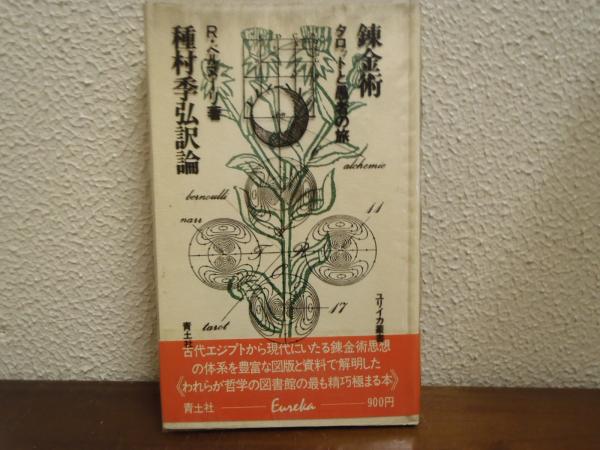 錬金術
タロットと愚者の旅
R・ベルヌーリ著
種村季弘訳論
alchemie
bernoulli
narr
11
17
tarot
ユリイカ叢書
青土社
古代エジプトから現代にいたる錬金術思想
の体系を豊富な図版と資料で解明した
《われらが哲学の図書館の最も精巧極まる本》
青土社
Eureka
900円